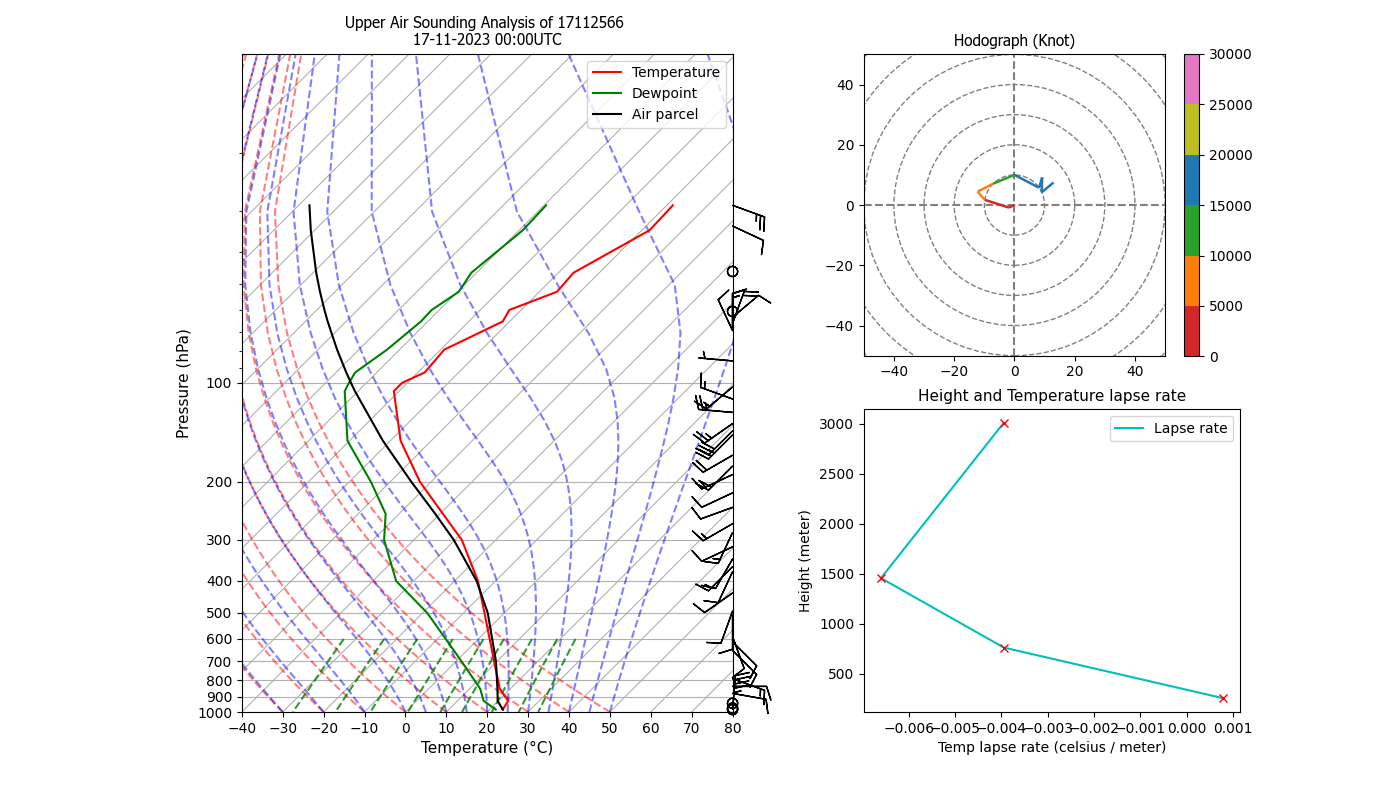 Upper Air Sounding Analysis of 17112566
17-11-2023 00:00UTC
Temperature
Dewpoint
Air parcel
Pressure (hPa)
100
200
300
400
500
600
700
800
900
1000
−40 −30 −20 −10 0 10 20 30 40 50 60 70 80
Temperature (°C)
Hodograph (Knot)
40
20
0
−20
−40
−40 −20 0 20 40
30000
25000
20000
15000
10000
5000
0
Height and Temperature lapse rate
Lapse rate
Height (meter)
3000
2500
2000
1500
1000
500
−0.006 −0.005 −0.004 −0.003 −0.002 −0.001 0.000 0.001
Temp lapse rate (celsius / meter)